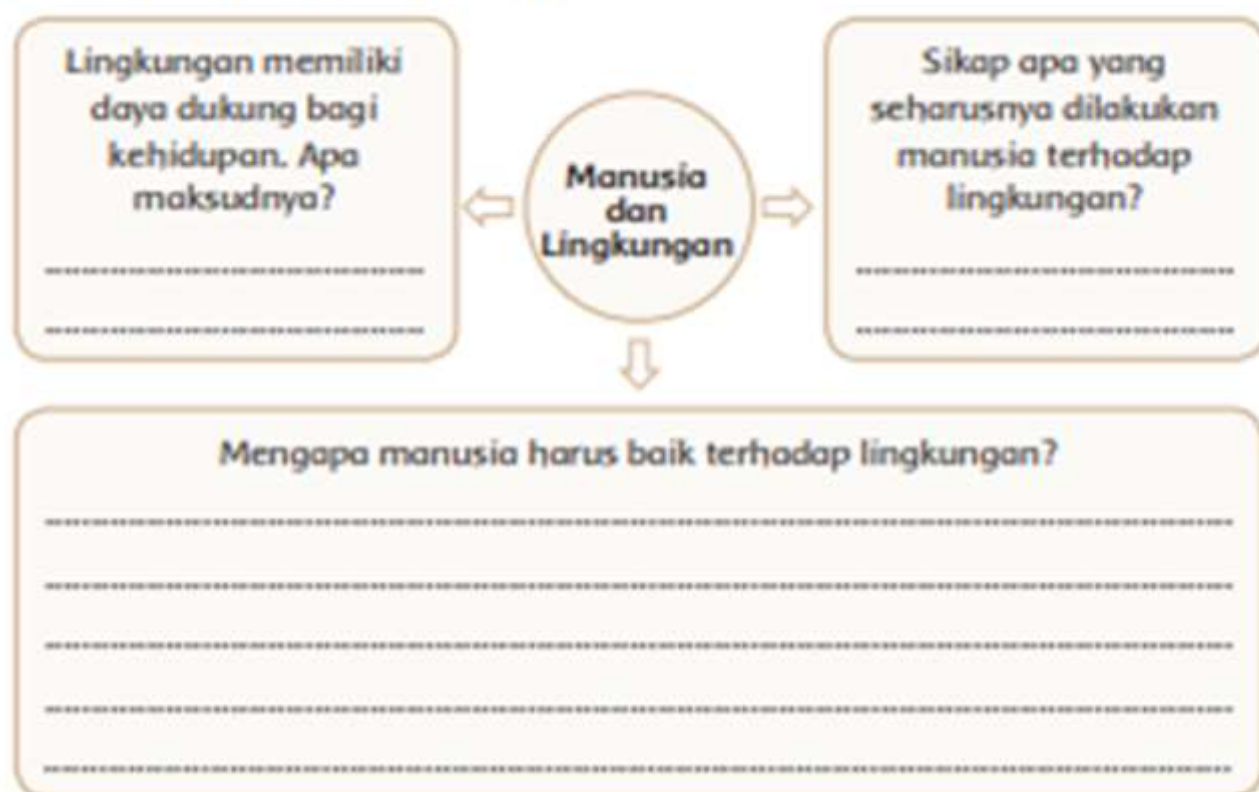 Lingkungan memiliki
daya dukung bagi
kehidupan. Apa
maksudnya?
Manusia
dan
Lingkungan
Sikap apa yang
seharusnya dilakukan
manusia terhadap
lingkungan?
Mengapa manusia harus baik terhadap lingkungan?